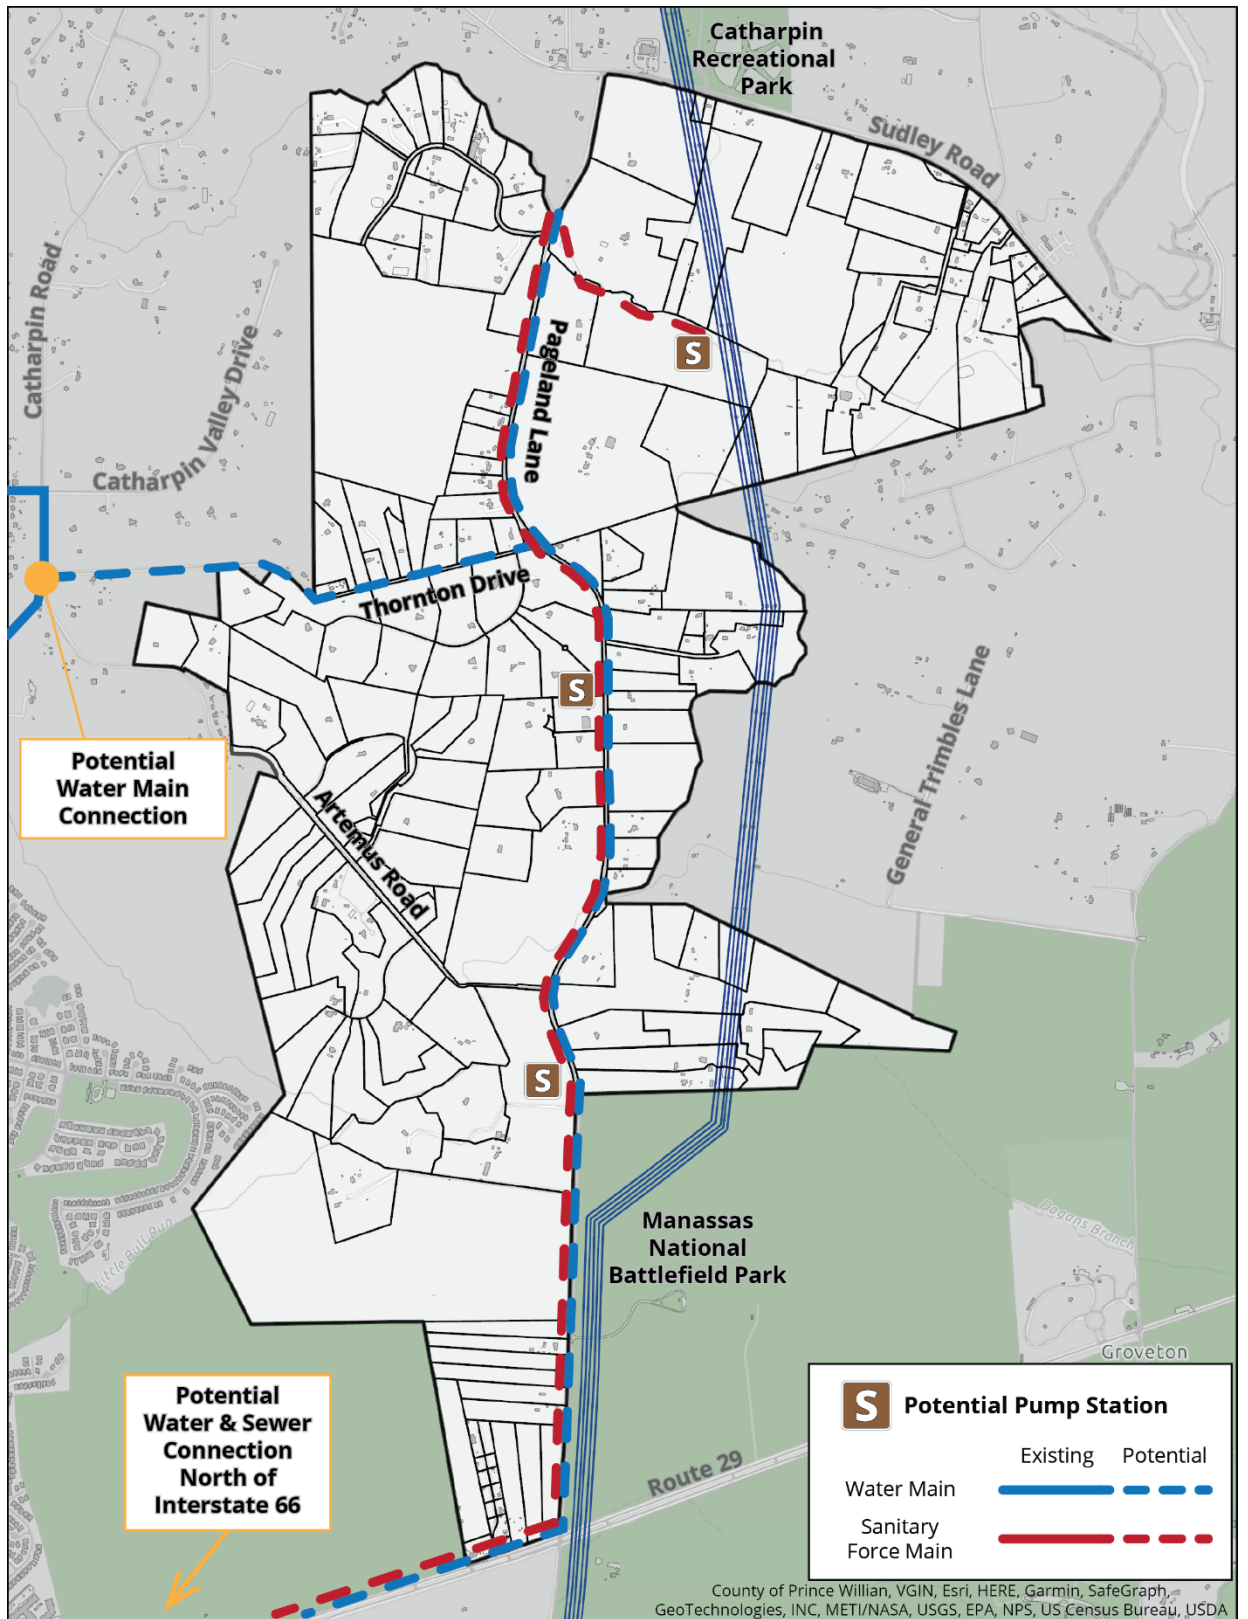 Catharpin
Recreational
Park
Sudley Road
Catharpin Road
Catharpin Valley Drive
Pageland Lane
S
Thornton Drive
S
General Trimbles Lane
Potential
Water Main
Connection
Artemus Road
S
Manassas
National
Battlefield Park
Dogans Branch
Little Bull Run
Groveton
Potential
Water & Sewer
Connection
North of
Interstate 66
Route 29
S Potential Pump Station
Existing Potential
Water Main
Sanitary
Force Main
County of Prince Willian, VGIN, Esri, HERE, Garmin, SafeGraph,
GeoTechnologies, INC, METI/NASA, USGS, EPA, NPS, US Census Bureau, USDA